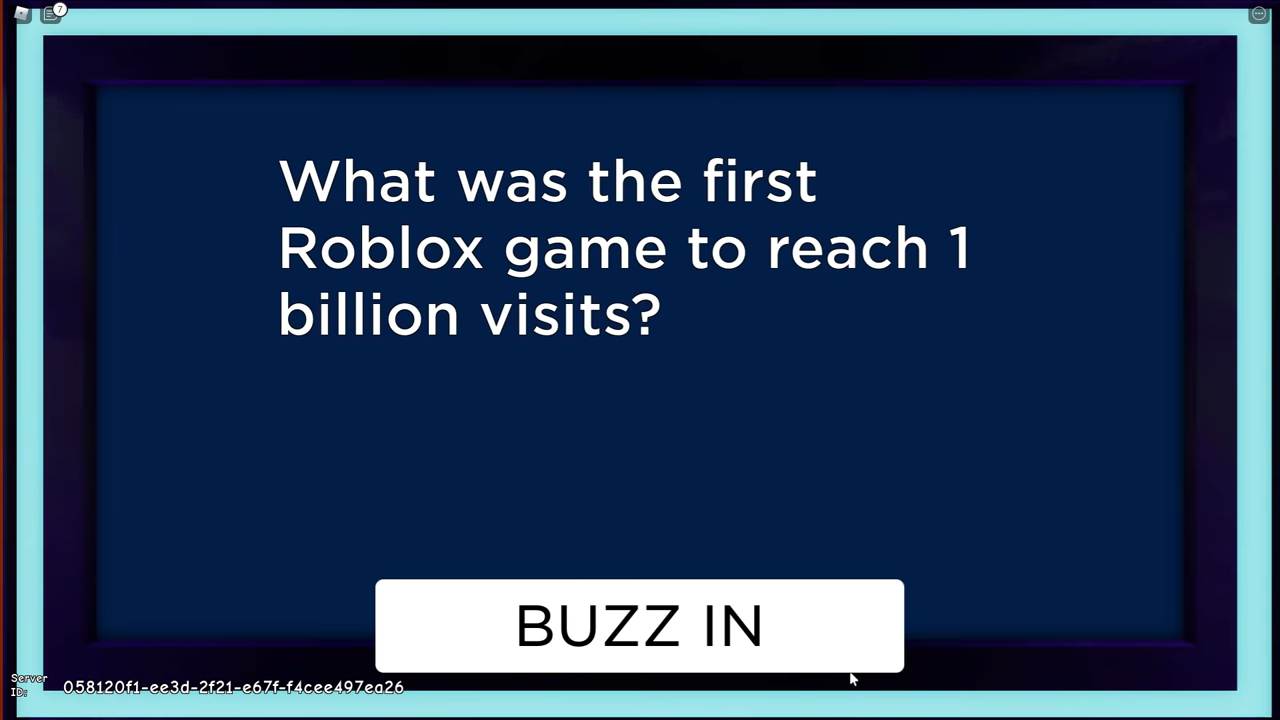 7
What was the first
Roblox game to reach 1
billion visits?
BUZZ IN
Server
ID:
058120f1-ee3d-2f21-e67f-f4cee497ea26